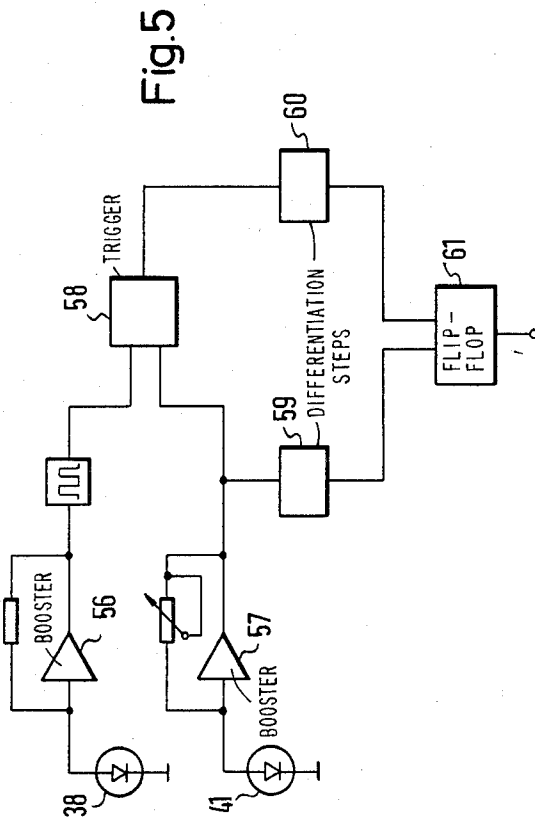 Fig.5
38
BOOSTER
56
41
BOOSTER
57
58
TRIGGER
59
DIFFERENTIATION
STEPS
60
61
FLIP-
FLOP